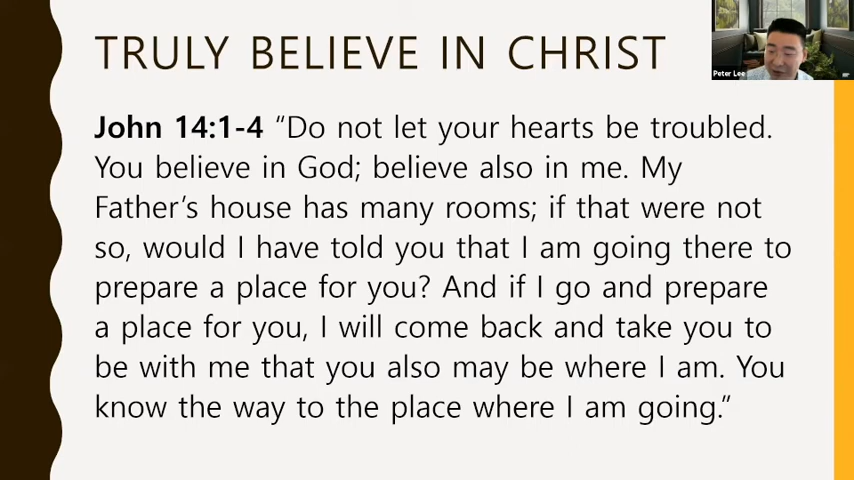 TRULY BELIEVE IN CHRIST
Peter Lee
John 14:1-4 “Do not let your hearts be troubled.
You believe in God; believe also in me. My
Father’s house has many rooms; if that were not
so, would I have told you that I am going there to
prepare a place for you? And if I go and prepare
a place for you, I will come back and take you to
be with me that you also may be where I am. You
know the way to the place where I am going.”